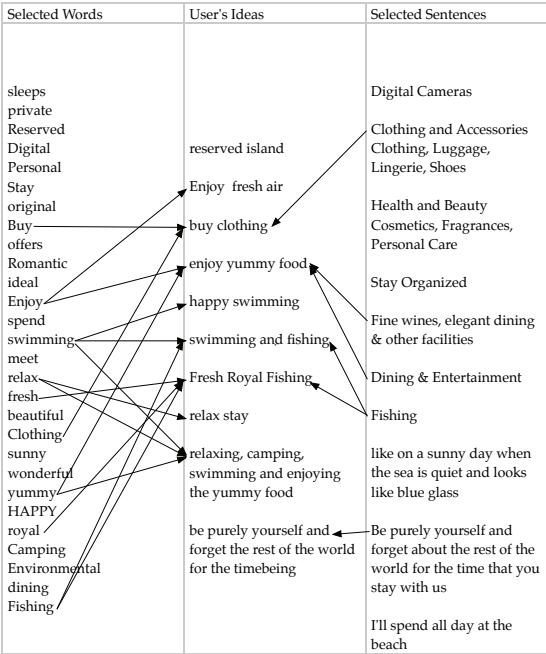 Selected Words
User's Ideas
Selected Sentences
sleeps
private
Reserved
Digital
Personal
Stay
original
Buy
offers
Romantic
ideal
Enjoy
spend
swimming
meet
relax
fresh
beautiful
Clothing
sunny
wonderful
yummy
HAPPY
royal
Camping
Environmental
dining
Fishing
reserved island
Enjoy fresh air
buy clothing
enjoy yummy food
happy swimming
swimming and fishing
Fresh Royal Fishing
relax stay
relaxing, camping,
swimming and enjoying
the yummy food
be purely yourself and
forget the rest of the world
for the timebeing
Digital Cameras
Clothing and Accessories
Clothing, Luggage,
Lingerie, Shoes
Health and Beauty
Cosmetics, Fragrances,
Personal Care
Stay Organized
Fine wines, elegant dining
& other facilities
Dining & Entertainment
Fishing
like on a sunny day when
the sea is quiet and looks
like blue glass
Be purely yourself and
forget about the rest of the
world for the time that you
stay with us
I'll spend all day at the
beach